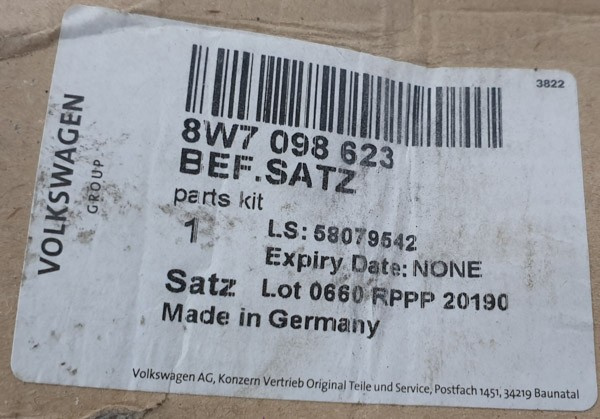 3822
VOLKSWAGEN
GROUP
8W7 098 623
BEF.SATZ
parts kit
1 LS: 58079542
Expiry Date: NONE
Satz Lot 0660 RPPP 20190
Made in Germany
Volkswagen AG, Konzern Vertrieb Original Teile und Service, Postfach 1451, 34219 Baunatal